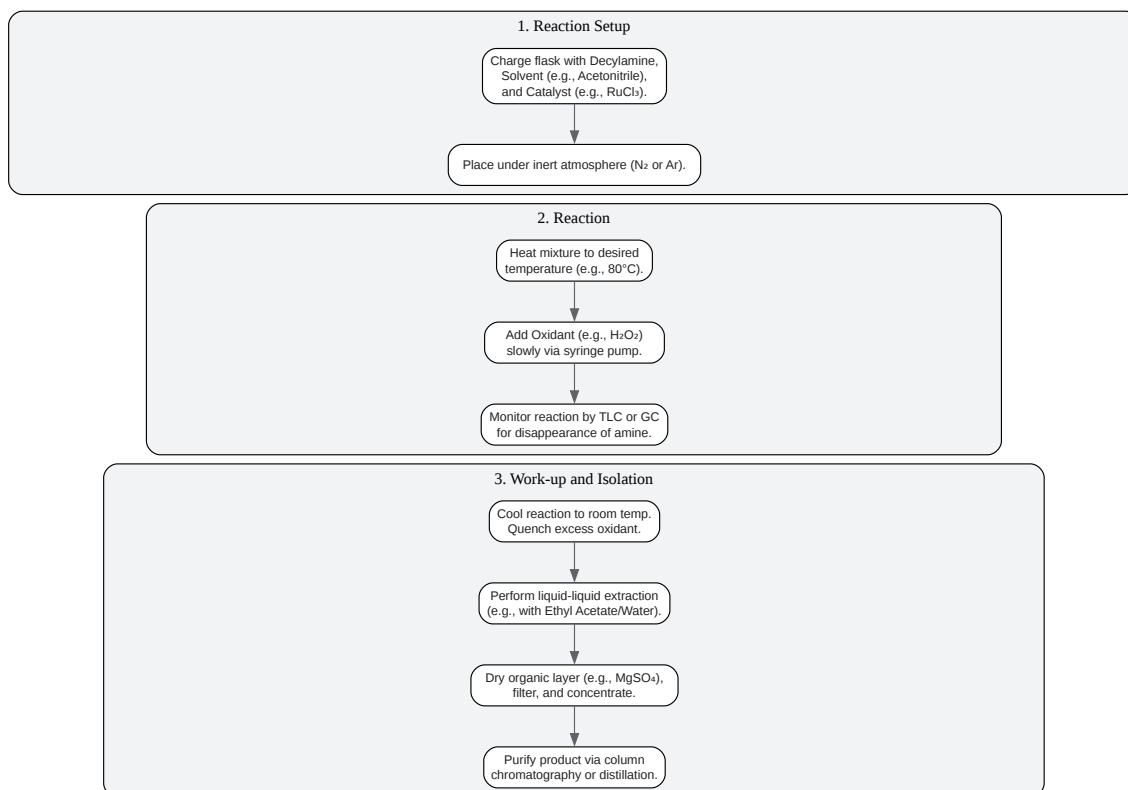 1. Reaction Setup
Charge flask with Decylamine,
Solvent (e.g., Acetonitrile),
and Catalyst (e.g., RuCl₃).
Place under inert atmosphere (N₂ or Ar).
2. Reaction
Heat mixture to desired
temperature (e.g., 80°C).
Add Oxidant (e.g., H₂O₂)
slowly via syringe pump.
Monitor reaction by TLC or GC
for disappearance of amine.
3. Work-up and Isolation
Cool reaction to room temp.
Quench excess oxidant.
Perform liquid-liquid extraction
(e.g., with Ethyl Acetate/Water).
Dry organic layer (e.g., MgSO₄),
filter, and concentrate.
Purify product via column
chromatography or distillation.